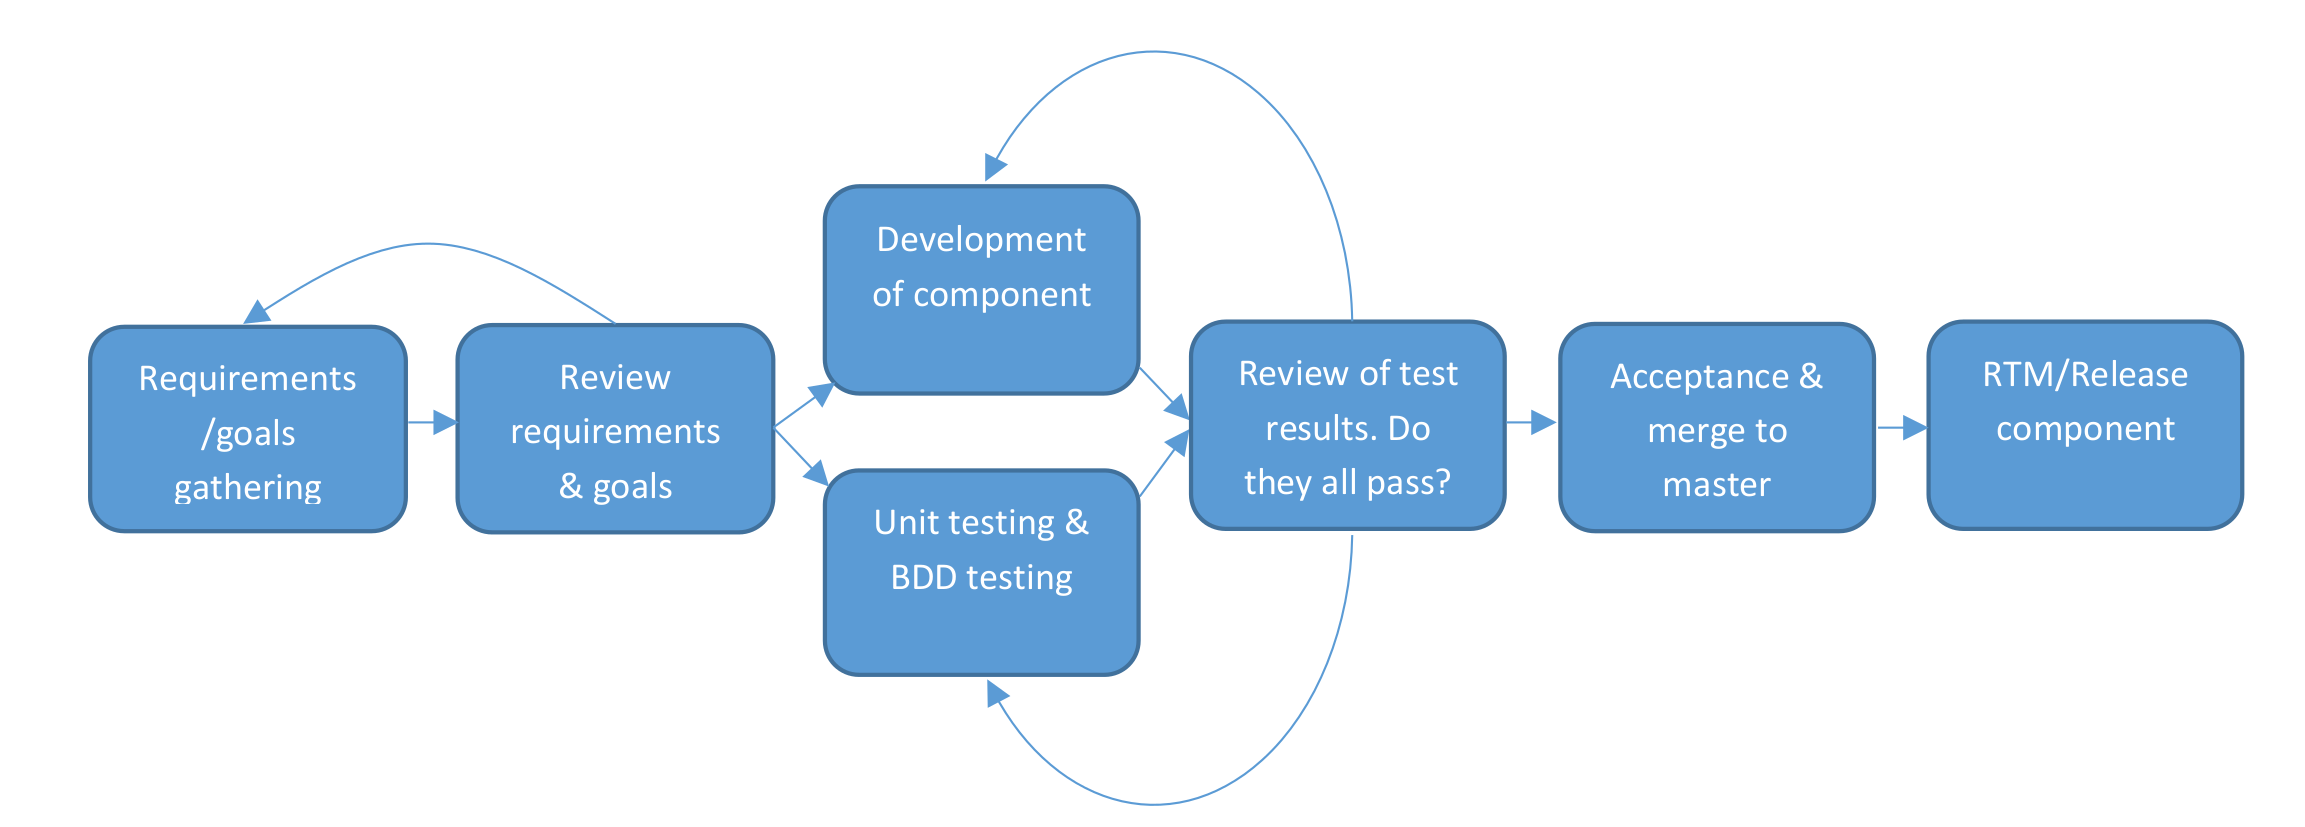 Requirements
/goals
gathering
Review
requirements
& goals
Development
of component
Unit testing &
BDD testing
Review of test
results. Do
they all pass?
Acceptance &
merge to
master
RTM/Release
component